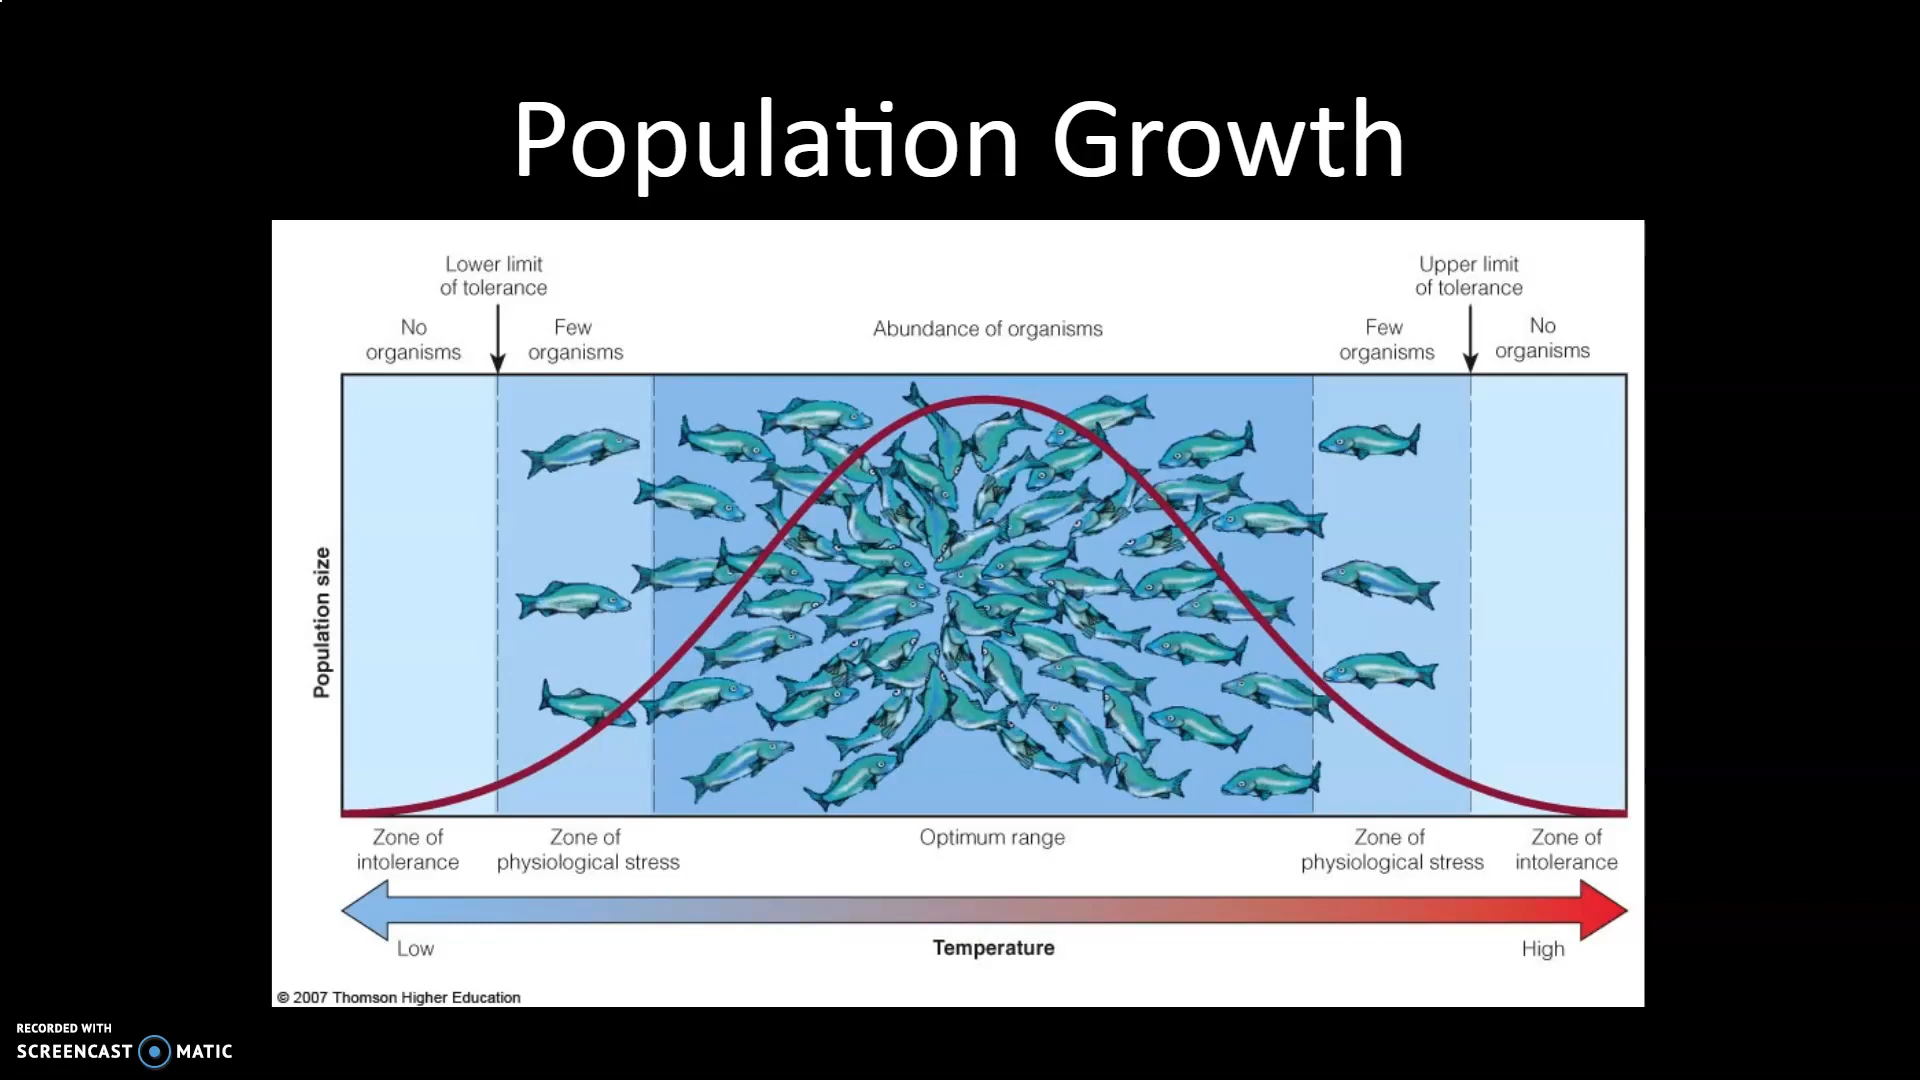 Population Growth
Lower limit
of tolerance
Upper limit
of tolerance
No
organisms
Few
organisms
Abundance of organisms
Few
organisms
No
organisms
Population size
Zone of
intolerance
Zone of
physiological stress
Optimum range
Zone of
physiological stress
Zone of
intolerance
Low
Temperature
High
© 2007 Thomson Higher Education
RECORDED WITH
SCREENCAST MATIC